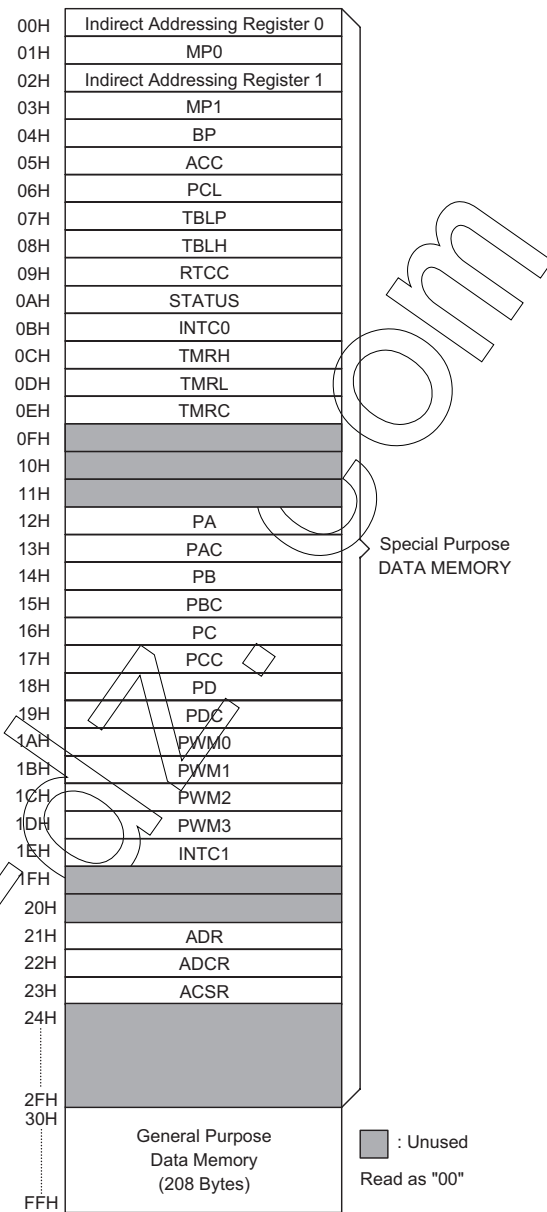 00H Indirect Addressing Register 0
01H MP0
02H Indirect Addressing Register 1
03H MP1
04H BP
05H ACC
06H PCL
07H TBLP
08H TBLH
09H RTCC
0AH STATUS
0BH INTC0
0CH TMRH
0DH TMRL
0EH TMRC
0FH
10H
11H
12H PA
13H PAC
14H PB
15H PBC
16H PC
17H PCC
18H PD
19H PDC
1AH PWM0
1BH PWM1
1CH PWM2
1DH PWM3
1EH INTC1
1FH
20H
21H ADR
22H ADCR
23H ACSR
24H
2FH
30H
FFH
General Purpose
Data Memory
(208 Bytes)
Special Purpose
DATA MEMORY
: Unused
Read as "00"